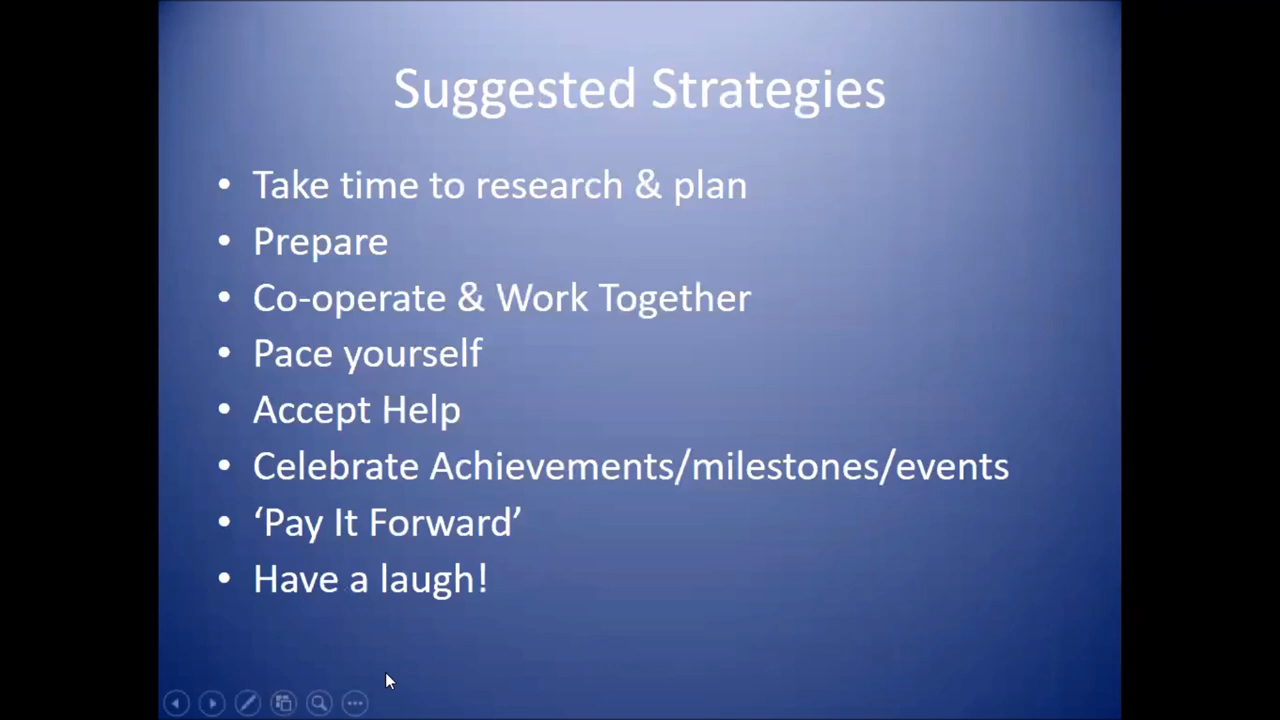 Suggested Strategies
• Take time to research & plan
• Prepare
• Co-operate & Work Together
• Pace yourself
• Accept Help
• Celebrate Achievements/milestones/events
• ‘Pay It Forward’
• Have a laugh!